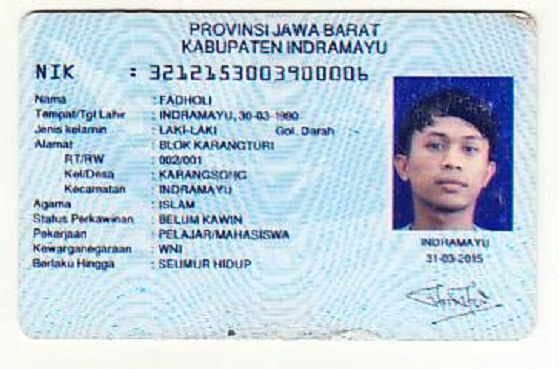 PROVINSI JAWA BARAT
KABUPATEN INDRAMAYU
NIK : 3212153003900006
Nama : FADHOLI
Tempat/Tgl Lahir : INDRAMAYU, 30-03-1990
Jenis kelamin : LAKI-LAKI Gol. Darah : -
Alamat : BLOK KARANGTURI
RT/RW : 002/001
Kel/Desa : KARANGSONG
Kecamatan : INDRAMAYU
Agama : ISLAM
Status Perkawinan : BELUM KAWIN
Pekerjaan : PELAJAR/MAHASISWA
Kewarganegaraan : WNI
Berlaku Hingga : SEUMUR HIDUP
INDRAMAYU
31-03-2015